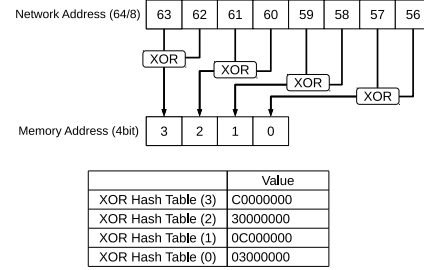 Network Address (64/8) 63 62 61 60 59 58 57 56
XOR
XOR
XOR
XOR
Memory Address (4bit) 3 2 1 0
Value
XOR Hash Table (3) C0000000
XOR Hash Table (2) 30000000
XOR Hash Table (1) 0C000000
XOR Hash Table (0) 03000000